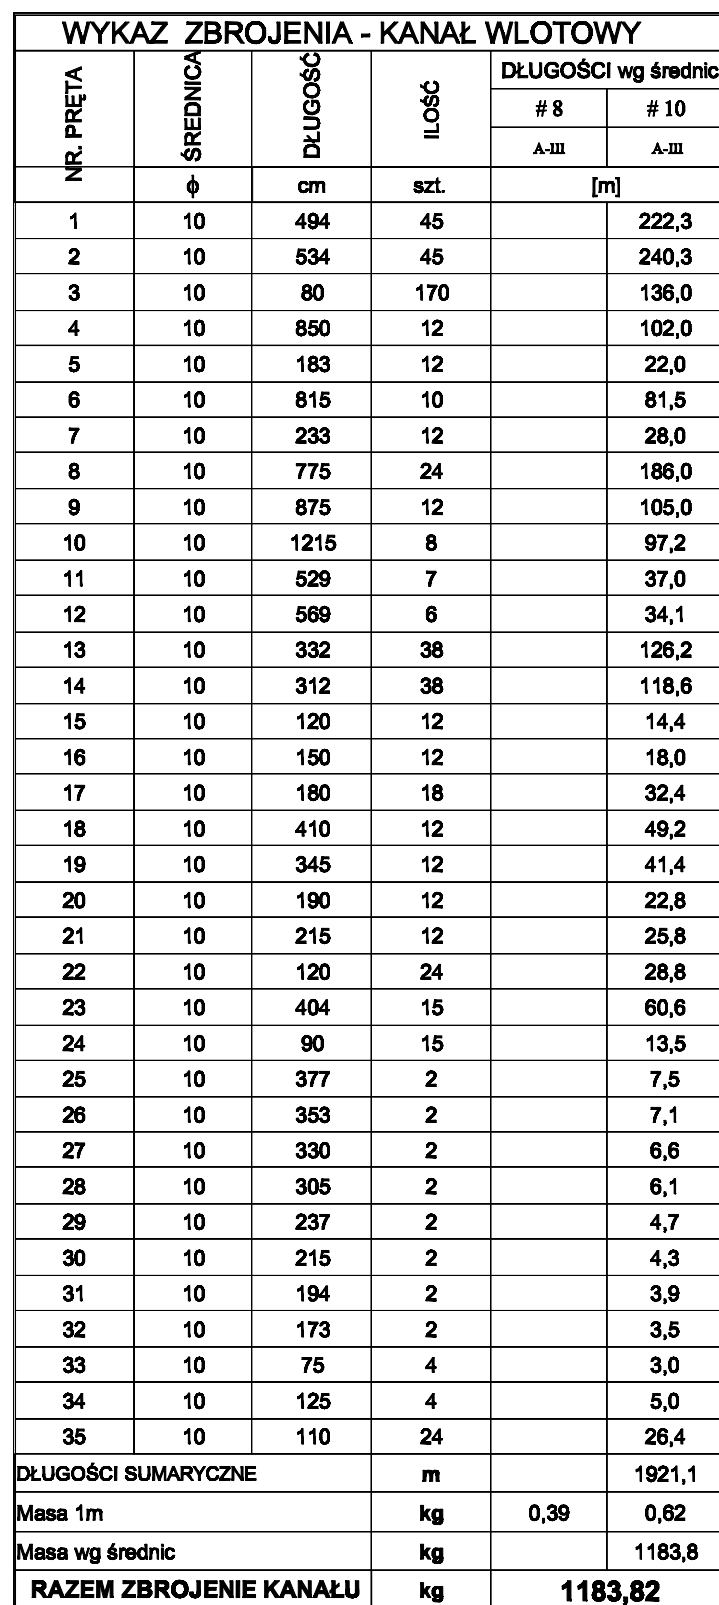 WYKAZ ZBROJENIA - KANAŁ WLOTOWY
NR. PRĘTA ŚREDNICA DŁUGOŚĆ ILOŚĆ DŁUGOŚCI wg średnic
# 8 # 10
A-III A-III
ϕ cm szt. [m]
1 10 494 45 222,3
2 10 534 45 240,3
3 10 80 170 136,0
4 10 850 12 102,0
5 10 183 12 22,0
6 10 815 10 81,5
7 10 233 12 28,0
8 10 775 24 186,0
9 10 875 12 105,0
10 10 1215 8 97,2
11 10 529 7 37,0
12 10 569 6 34,1
13 10 332 38 126,2
14 10 312 38 118,6
15 10 120 12 14,4
16 10 150 12 18,0
17 10 180 18 32,4
18 10 410 12 49,2
19 10 345 12 41,4
20 10 190 12 22,8
21 10 215 12 25,8
22 10 120 24 28,8
23 10 404 15 60,6
24 10 90 15 13,5
25 10 377 2 7,5
26 10 353 2 7,1
27 10 330 2 6,6
28 10 305 2 6,1
29 10 237 2 4,7
30 10 215 2 4,3
31 10 194 2 3,9
32 10 173 2 3,5
33 10 75 4 3,0
34 10 125 4 5,0
35 10 110 24 26,4
DŁUGOŚCI SUMARYCZNE m 1921,1
Masa 1m kg 0,39 0,62
Masa wg średnic kg 1183,8
RAZEM ZBROJENIE KANAŁU kg 1183,82